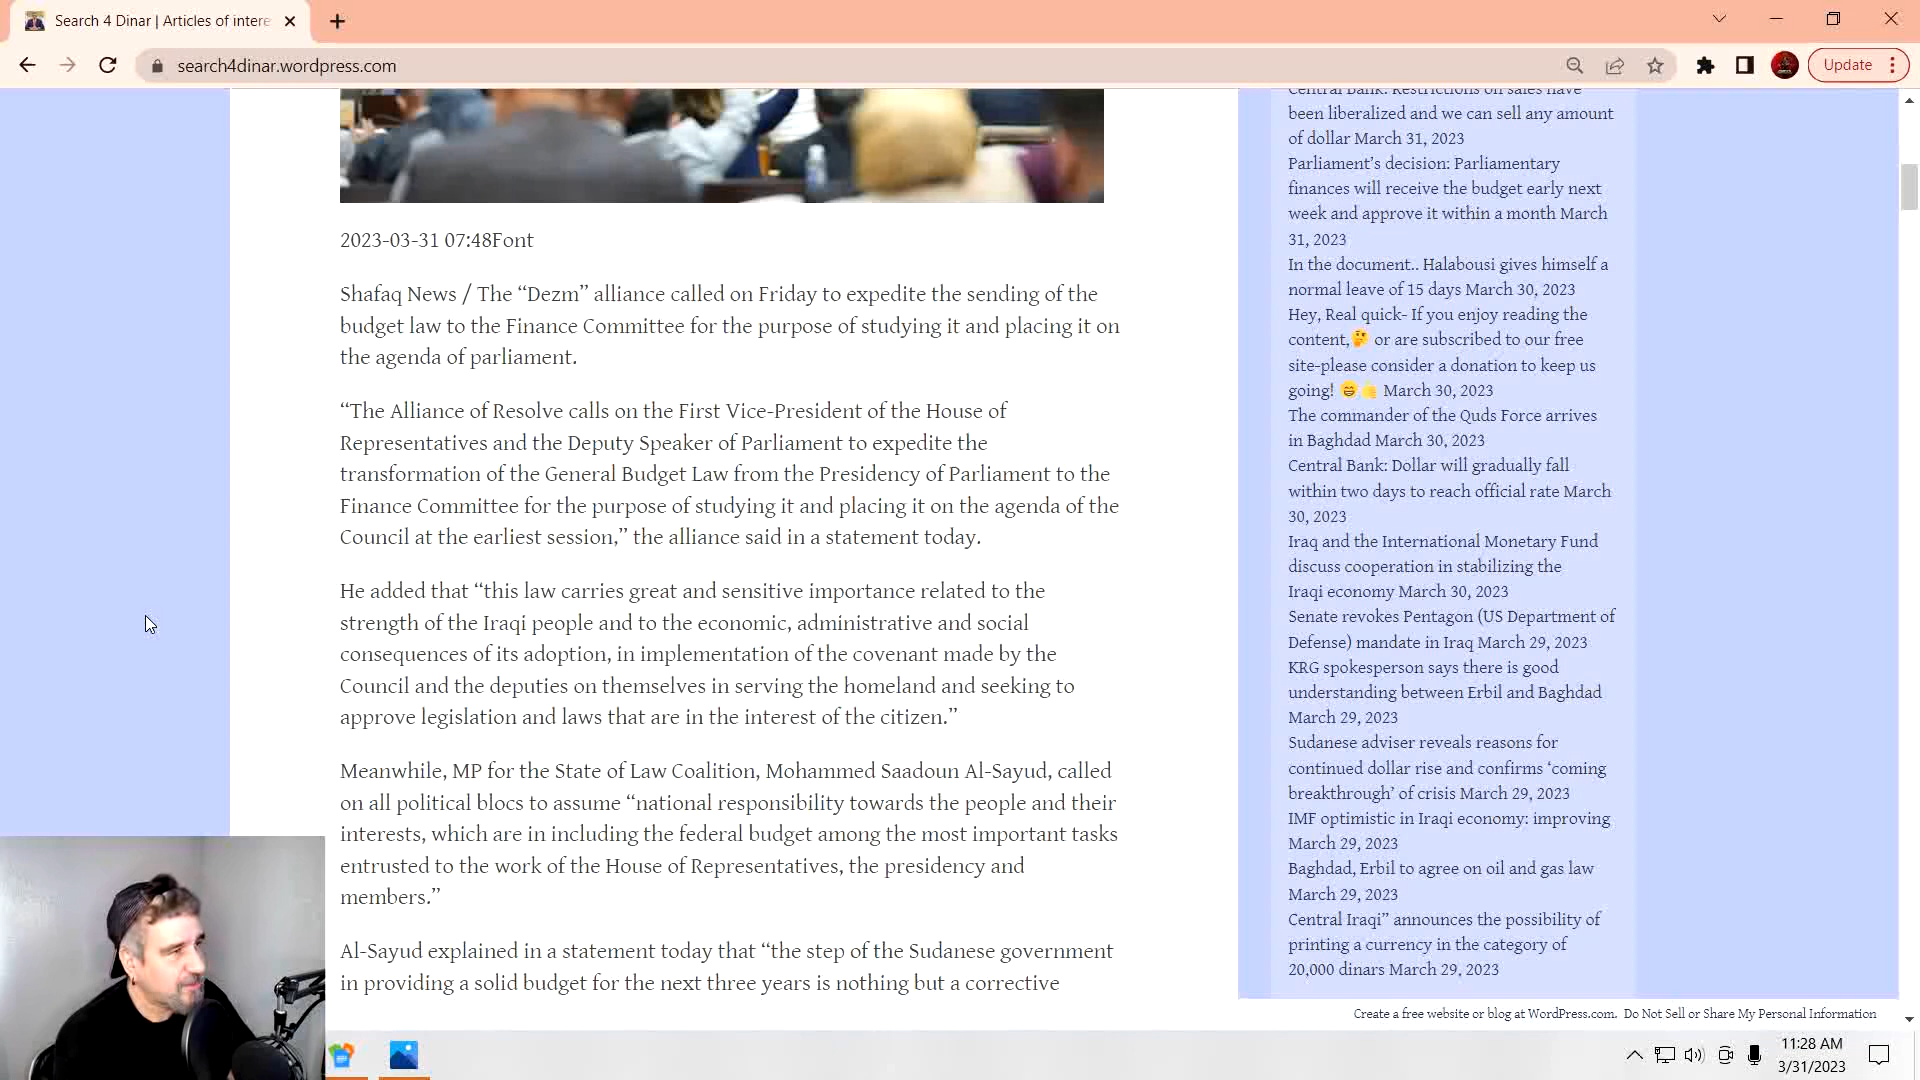 Search 4 Dinar | Articles of intere
search4dinar.wordpress.com
Update
2023-03-31 07:48Font
Shafaq News / The “Dezm” alliance called on Friday to expedite the sending of the
budget law to the Finance Committee for the purpose of studying it and placing it on
the agenda of parliament.
“The Alliance of Resolve calls on the First Vice-President of the House of
Representatives and the Deputy Speaker of Parliament to expedite the
transformation of the General Budget Law from the Presidency of Parliament to the
Finance Committee for the purpose of studying it and placing it on the agenda of the
Council at the earliest session,” the alliance said in a statement today.
He added that “this law carries great and sensitive importance related to the
strength of the Iraqi people and to the economic, administrative and social
consequences of its adoption, in implementation of the covenant made by the
Council and the deputies on themselves in serving the homeland and seeking to
approve legislation and laws that are in the interest of the citizen.”
Meanwhile, MP for the State of Law Coalition, Mohammed Saadoun Al-Sayud, called
on all political blocs to assume “national responsibility towards the people and their
interests, which are in including the federal budget among the most important tasks
entrusted to the work of the House of Representatives, the presidency and
members.”
Al-Sayud explained in a statement today that “the step of the Sudanese government
in providing a solid budget for the next three years is nothing but a corrective
Central Bank: Restrictions on sales have
been liberalized and we can sell any amount
of dollar March 31, 2023
Parliament’s decision: Parliamentary
finances will receive the budget early next
week and approve it within a month March
31, 2023
In the document.. Halabousi gives himself a
normal leave of 15 days March 30, 2023
Hey, Real quick- If you enjoy reading the
content,🤔 or are subscribed to our free
site-please consider a donation to keep us
going! 😁👍 March 30, 2023
The commander of the Quds Force arrives
in Baghdad March 30, 2023
Central Bank: Dollar will gradually fall
within two days to reach official rate March
30, 2023
Iraq and the International Monetary Fund
discuss cooperation in stabilizing the
Iraqi economy March 30, 2023
Senate revokes Pentagon (US Department of
Defense) mandate in Iraq March 29, 2023
KRG spokesperson says there is good
understanding between Erbil and Baghdad
March 29, 2023
Sudanese adviser reveals reasons for
continued dollar rise and confirms ‘coming
breakthrough’ of crisis March 29, 2023
IMF optimistic in Iraqi economy: improving
March 29, 2023
Baghdad, Erbil to agree on oil and gas law
March 29, 2023
Central Iraqi” announces the possibility of
printing a currency in the category of
20,000 dinars March 29, 2023
Create a free website or blog at WordPress.com. Do Not Sell or Share My Personal Information
11:28 AM
3/31/2023